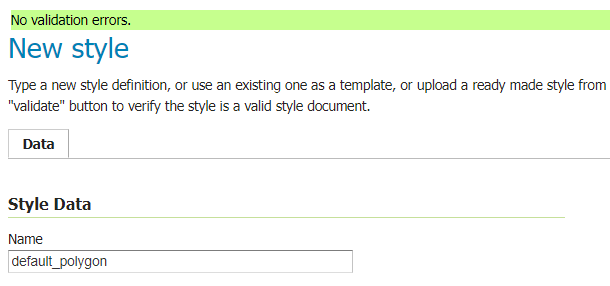 No validation errors.
New style
Type a new style definition, or use an existing one as a template, or upload a ready made style from
"validate" button to verify the style is a valid style document.
Data
Style Data
Name
default_polygon